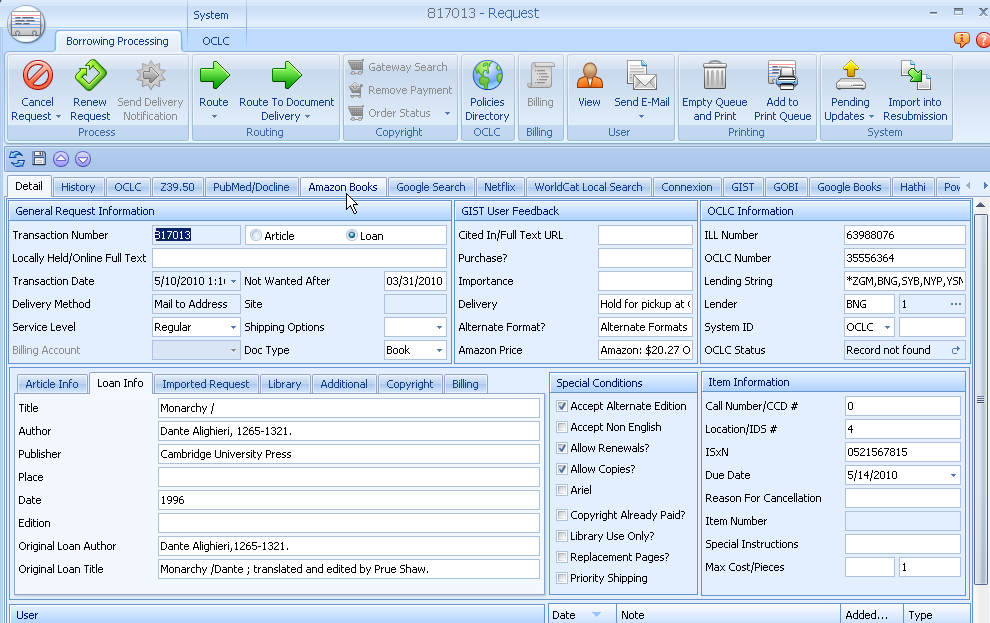 817013 - Request
System
Borrowing Processing OCLC
Cancel Request Renew Request Send Delivery Notification
Process
Route Route To Document Delivery
Routing
Gateway Search
Remove Payment
Order Status
Copyright
Policies Directory
OCLC
Billing
Billing
View Send E-Mail
User
Empty Queue and Print Add to Print Queue
Printing
Pending Updates Import into Resubmission
System
Detail History OCLC Z39.50 PubMed/Docline Amazon Books Google Search Netflix WorldCat Local Search Connexion GIST GOBI Google Books Hathi Pow
General Request Information
Transaction Number 817013 Article Loan
Locally Held/Online Full Text
Transaction Date 5/10/2010 1:1 Not Wanted After 03/31/2010
Delivery Method Mail to Address Site
Service Level Regular Shipping Options
Billing Account Doc Type Book
GIST User Feedback
Cited In/Full Text URL
Purchase?
Importance
Delivery Hold for pickup at
Alternate Format? Alternate Formats
Amazon Price Amazon: $20.27 O
OCLC Information
ILL Number 63988076
OCLC Number 35556364
Lending String *ZGM,BNG,SYB,NYP,YSM
Lender BNG 1 ...
System ID OCLC
OCLC Status Record not found
Article Info Loan Info Imported Request Library Additional Copyright Billing
Title Monarchy /
Author Dante Alighieri, 1265-1321.
Publisher Cambridge University Press
Place
Date 1996
Edition
Original Loan Author Dante Alighieri,1265-1321.
Original Loan Title Monarchy /Dante ; translated and edited by Prue Shaw.
Special Conditions
Accept Alternate Edition
Accept Non English
Allow Renewals?
Allow Copies?
Ariel
Copyright Already Paid?
Library Use Only?
Replacement Pages?
Priority Shipping
Item Information
Call Number/CCD # 0
Location/IDS # 4
ISxN 0521567815
Due Date 5/14/2010
Reason For Cancellation
Item Number
Special Instructions
Max Cost/Pieces 1
User
Date Note Added... Type